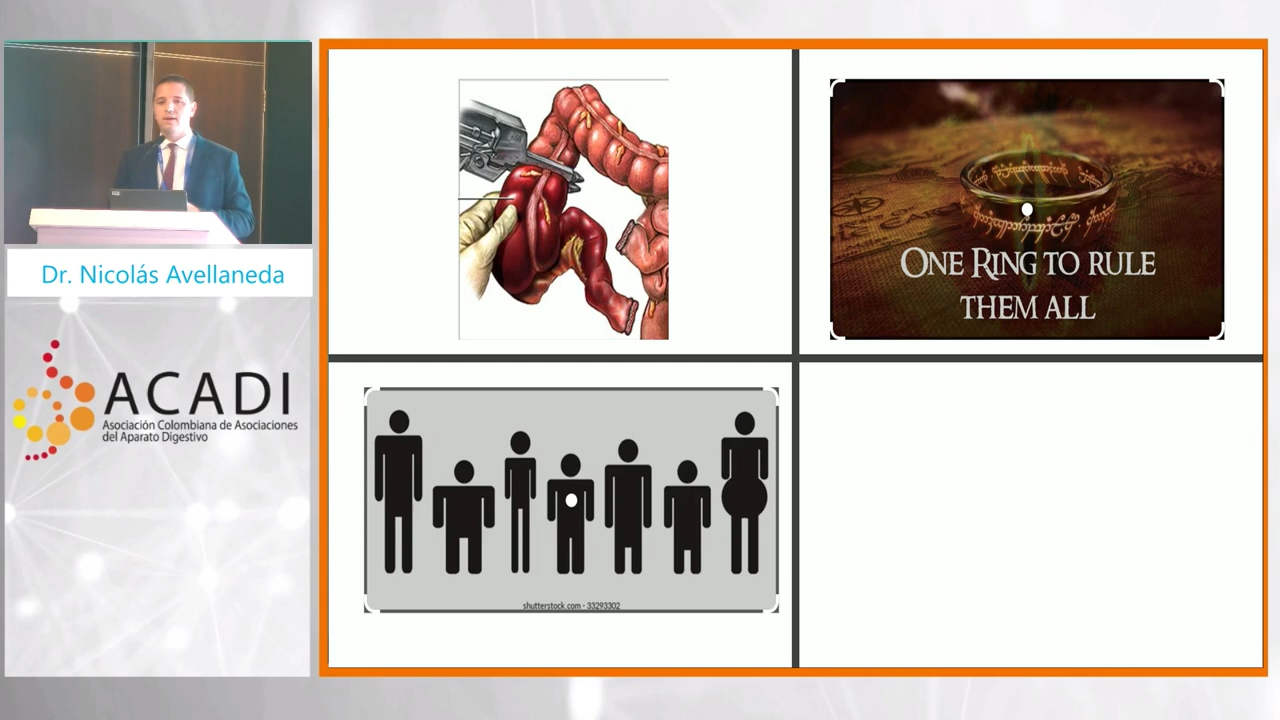 Dr. Nicolás Avellaneda
ACADI
Asociación Colombiana de Asociaciones
del Aparato Digestivo
ONE RING TO RULE
THEM ALL
shutterstock.com · 33293302